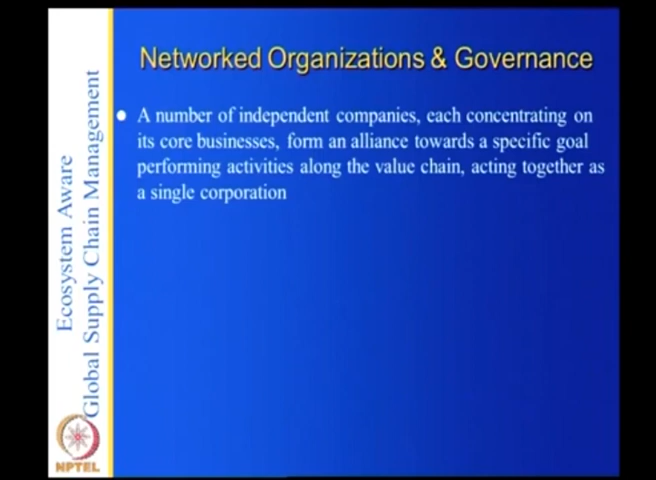 Networked Organizations & Governance
A number of independent companies, each concentrating on
its core businesses, form an alliance towards a specific goal
performing activities along the value chain, acting together as
a single corporation
Ecosystem Aware
Global Supply Chain Management
NPTEL